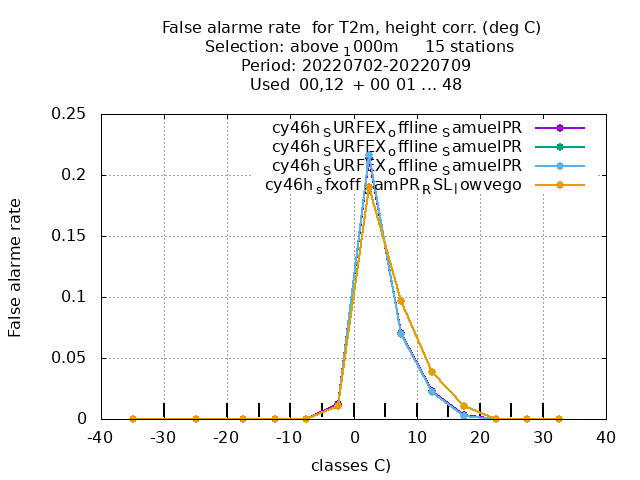 False alarme rate  for T2m, height corr. (deg C)
Selection: above 1000m     15 stations
Period: 20220702-20220709
Used  00,12  + 00 01 ... 48
0.25
0.2
0.15
0.1
0.05
0
False alarme rate
cy46h SURFEX offline SamuelPR
cy46h SURFEX offline SamuelPR
cy46h SURFEX offline SamuelPR
cy46h sfxoff samPR RSL lowvego
-40 -30 -20 -10 0 10 20 30 40
classes C)